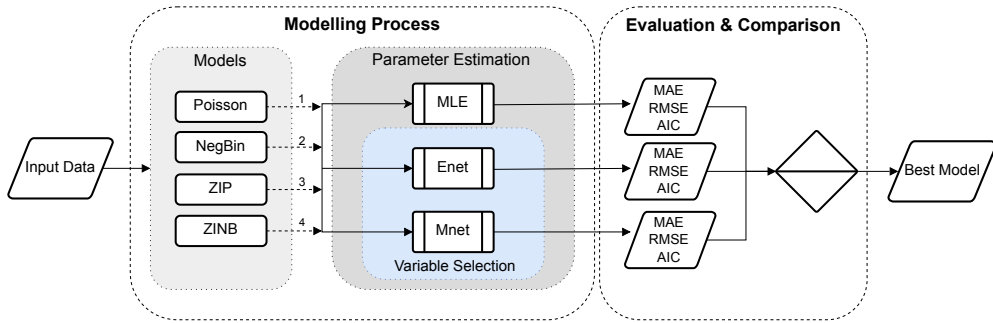 Modelling Process
Evaluation & Comparison
Models
Parameter Estimation
Poisson
1
NegBin
2
ZIP
3
ZINB
4
MLE
Enet
Mnet
Variable Selection
Input Data
MAE
RMSE
AIC
MAE
RMSE
AIC
MAE
RMSE
AIC
Best Model